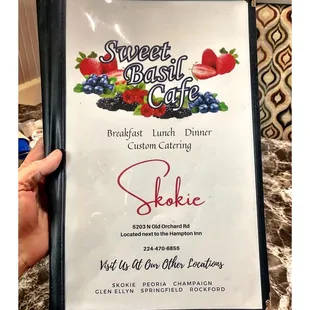 Sweet
Basil
Cafe
Breakfast Lunch Dinner
Custom Catering
Skokie
5203 N Old Orchard Rd
Located next to the Hampton Inn
224-470-6855
Visit Us At Our Other Locations
SKOKIE PEORIA CHAMPAIGN
GLEN ELLYN SPRINGFIELD ROCKFORD